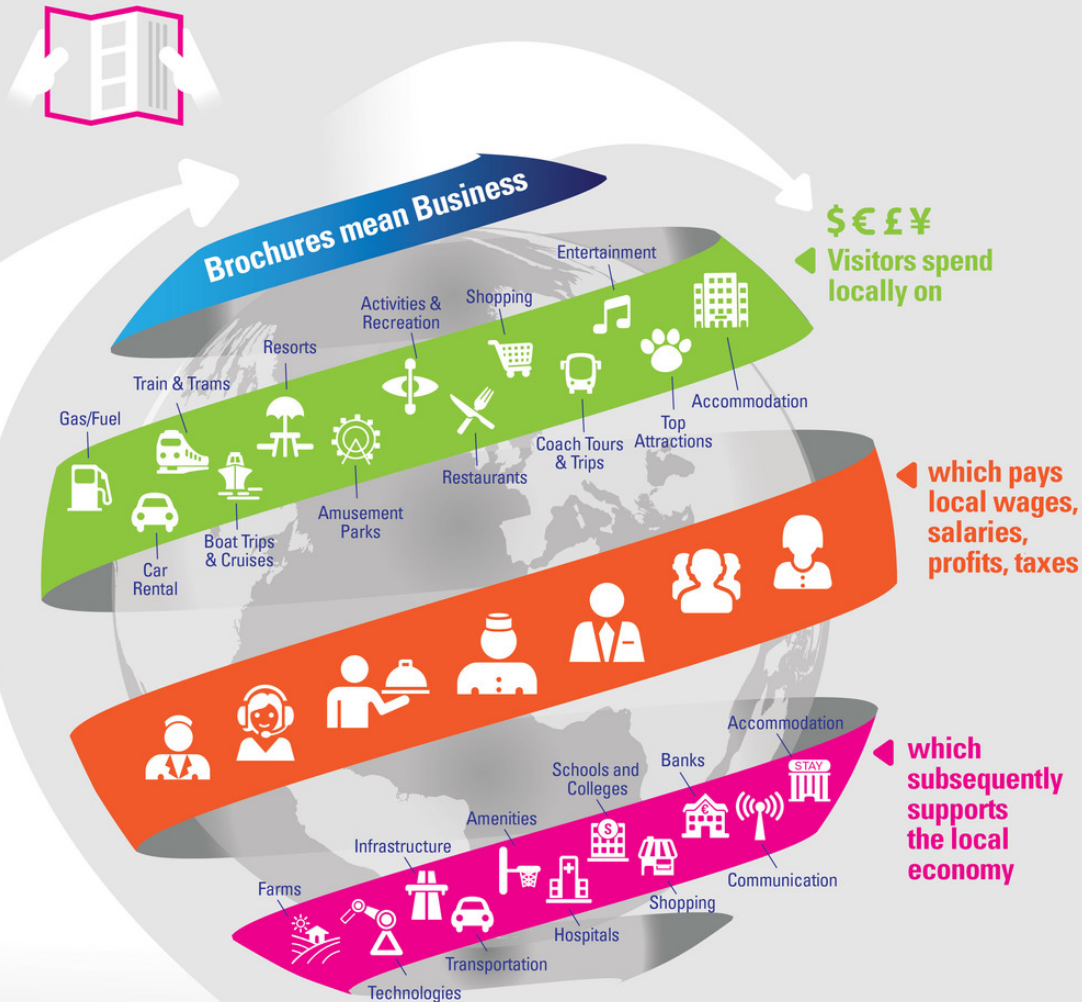 Brochures mean Business
$€£¥
Visitors spend
locally on
Gas/Fuel
Train & Trams
Resorts
Activities &
Recreation
Shopping
Entertainment
Car
Rental
Boat Trips
& Cruises
Amusement
Parks
Restaurants
Coach Tours
& Trips
Top
Attractions
Accommodation
which pays
local wages,
salaries,
profits, taxes
which
subsequently
supports
the local
economy
Farms
Infrastructure
Amenities
Schools and
Colleges
Banks
Accommodation
$
€
STAY
Technologies
Transportation
Hospitals
Shopping
Communication